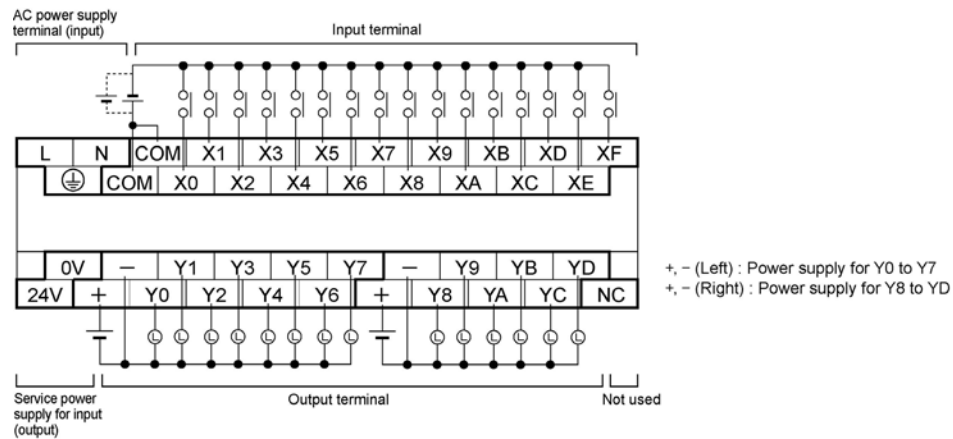 AC power supply
terminal (input)
Input terminal
L N COM X1 X3 X5 X7 X9 XB XD XF
COM X0 X2 X4 X6 X8 XA XC XE
0V − Y1 Y3 Y5 Y7 − Y9 YB YD
24V + Y0 Y2 Y4 Y6 + Y8 YA YC NC
+, − (Left) : Power supply for Y0 to Y7
+, − (Right) : Power supply for Y8 to YD
L L L L L L L L L L L L L L
Service power
supply for input
(output)
Output terminal
Not used